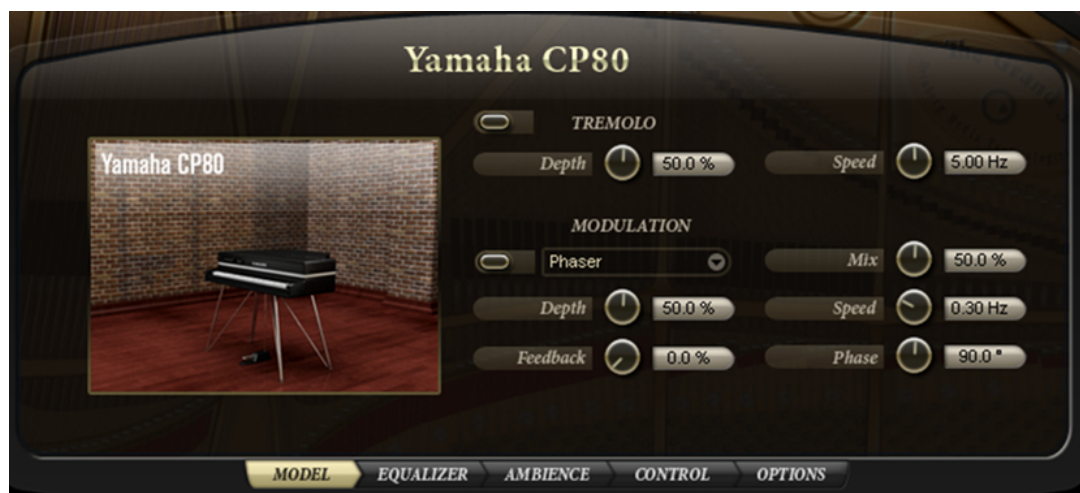 Yamaha CP80
Yamaha CP80
TREMOLO
Depth 50.0 % Speed 5.00 Hz
MODULATION
Phaser Mix 50.0 %
Depth 50.0 % Speed 0.30 Hz
Feedback 0.0 % Phase 90.0 °
MODEL EQUALIZER AMBIENCE CONTROL OPTIONS